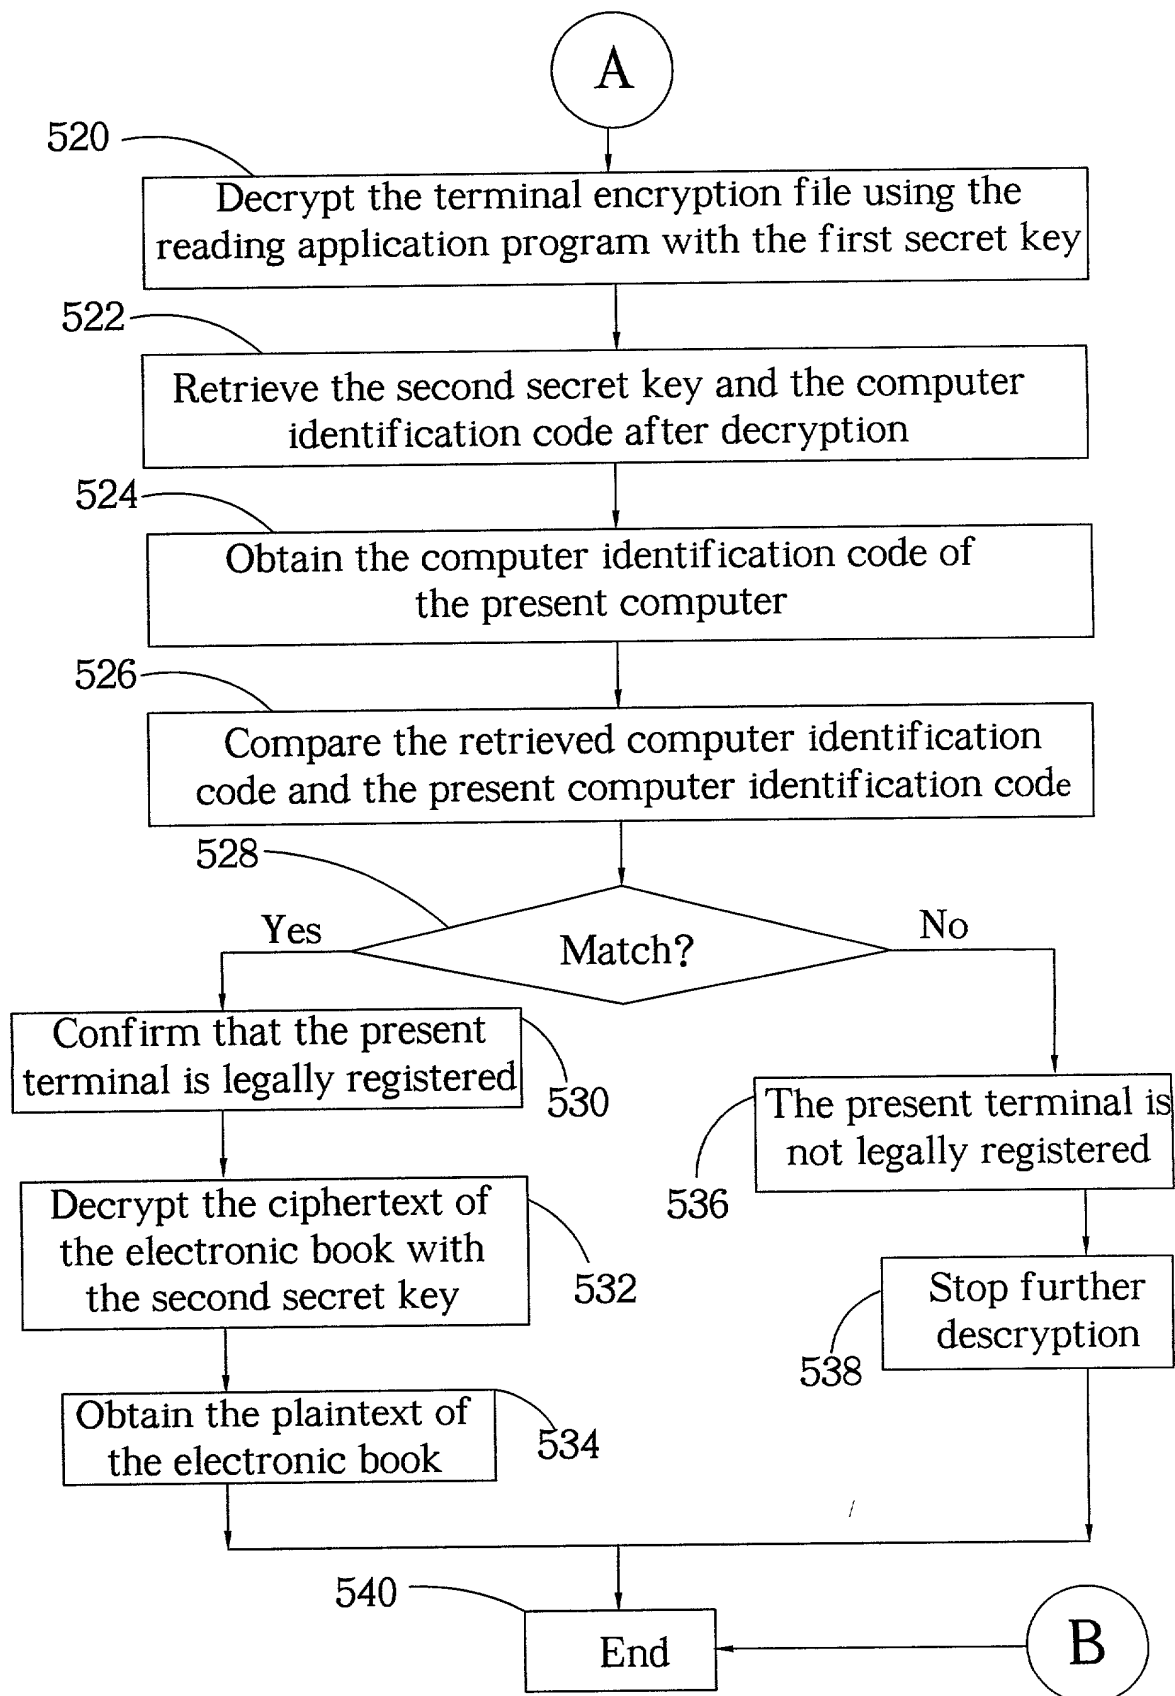 A
520
Decrypt the terminal encryption file using the
reading application program with the first secret key
522
Retrieve the second secret key and the computer
identification code after decryption
524
Obtain the computer identification code of
the present computer
526
Compare the retrieved computer identification
code and the present computer identification code
528
Yes
Match?
No
Confirm that the present
terminal is legally registered
530
The present terminal is
not legally registered
536
Decrypt the ciphertext of
the electronic book with
the second secret key
532
Stop further
descryption
538
Obtain the plaintext of
the electronic book
534
540
End
B